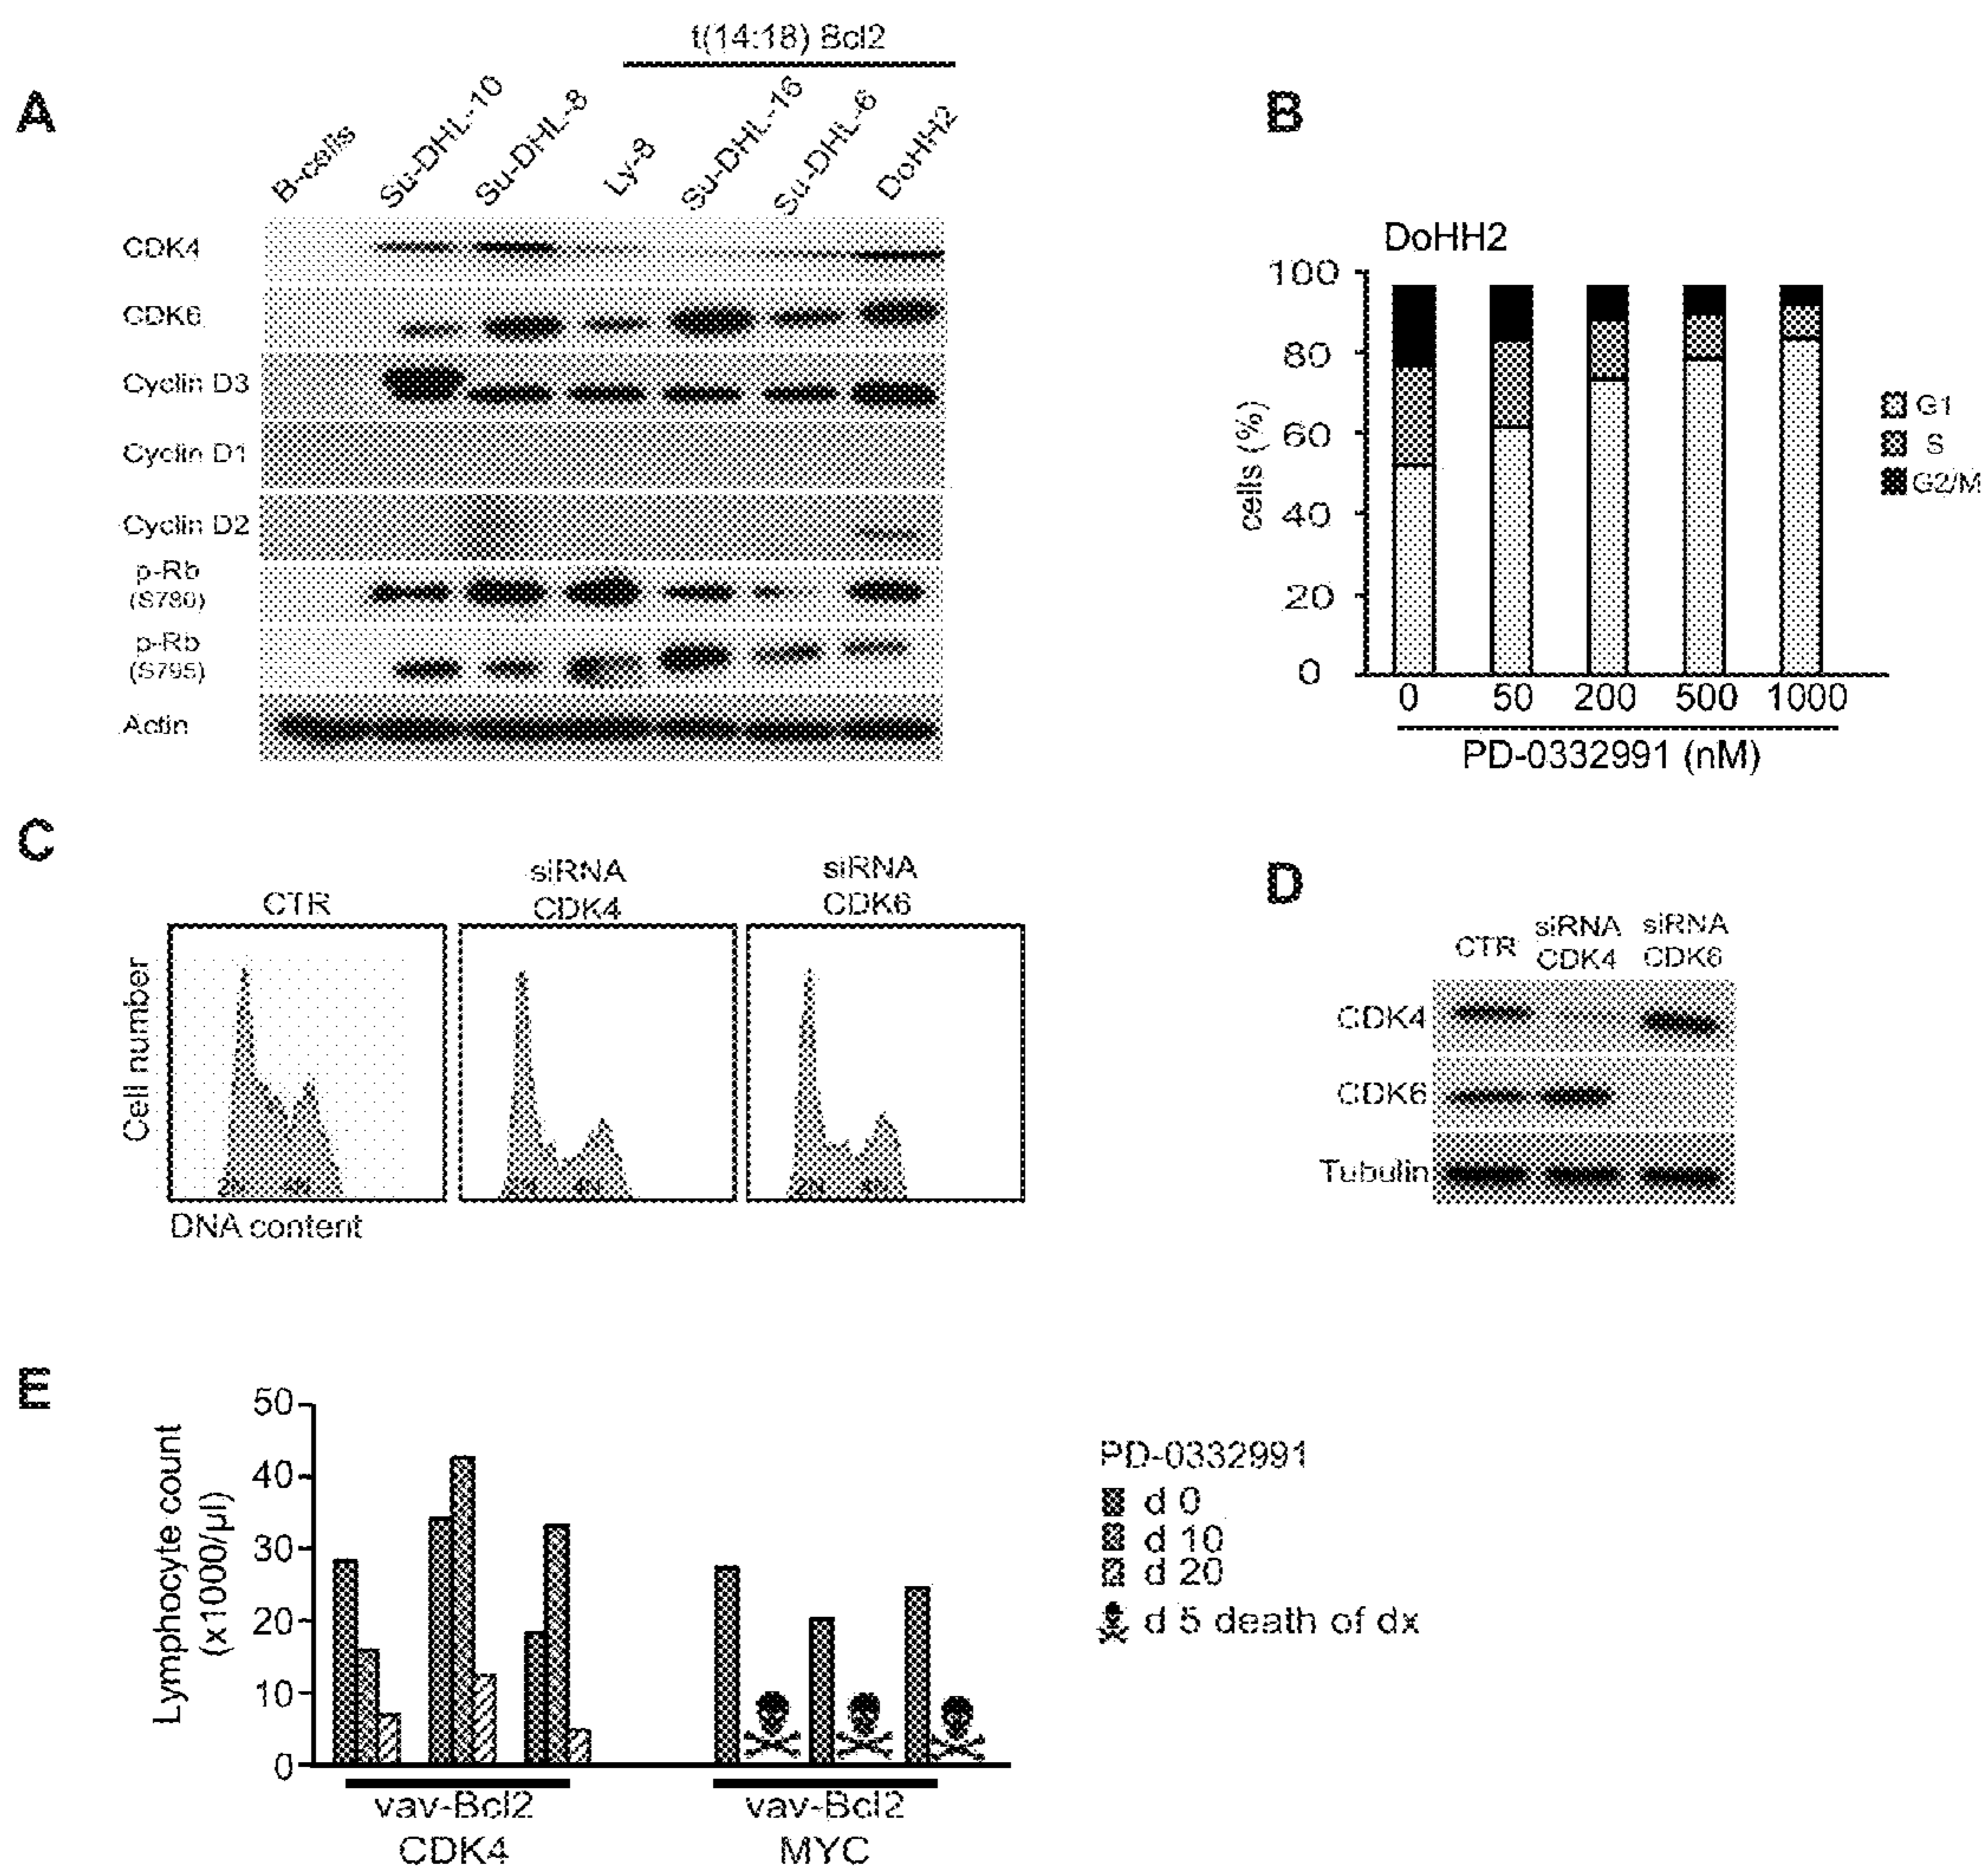 A
t(14:18) Bcl2
B-cells
Su-DHL-10
Su-DHL-8
Ly-8
Su-DHL-16
Su-DHL-6
DoHH2
CDK4
CDK6
Cyclin D3
Cyclin D1
Cyclin D2
p-Rb
(S780)
p-Rb
(S795)
Actin
B
DoHH2
100
80
60
40
20
0
cells (%)
0 50 200 500 1000
PD-0332991 (nM)
G1
S
G2/M
C
CTR
siRNA
CDK4
siRNA
CDK6
Cell number
2N 4N
2N 4N
2N 4N
DNA content
D
CTR
siRNA
CDK4
siRNA
CDK6
CDK4
CDK6
Tubulin
E
Lymphocyte count
(x1000/µl)
50
40
30
20
10
0
vav-Bcl2
CDK4
vav-Bcl2
MYC
PD-0332991
d 0
d 10
d 20
d 5 death of dx